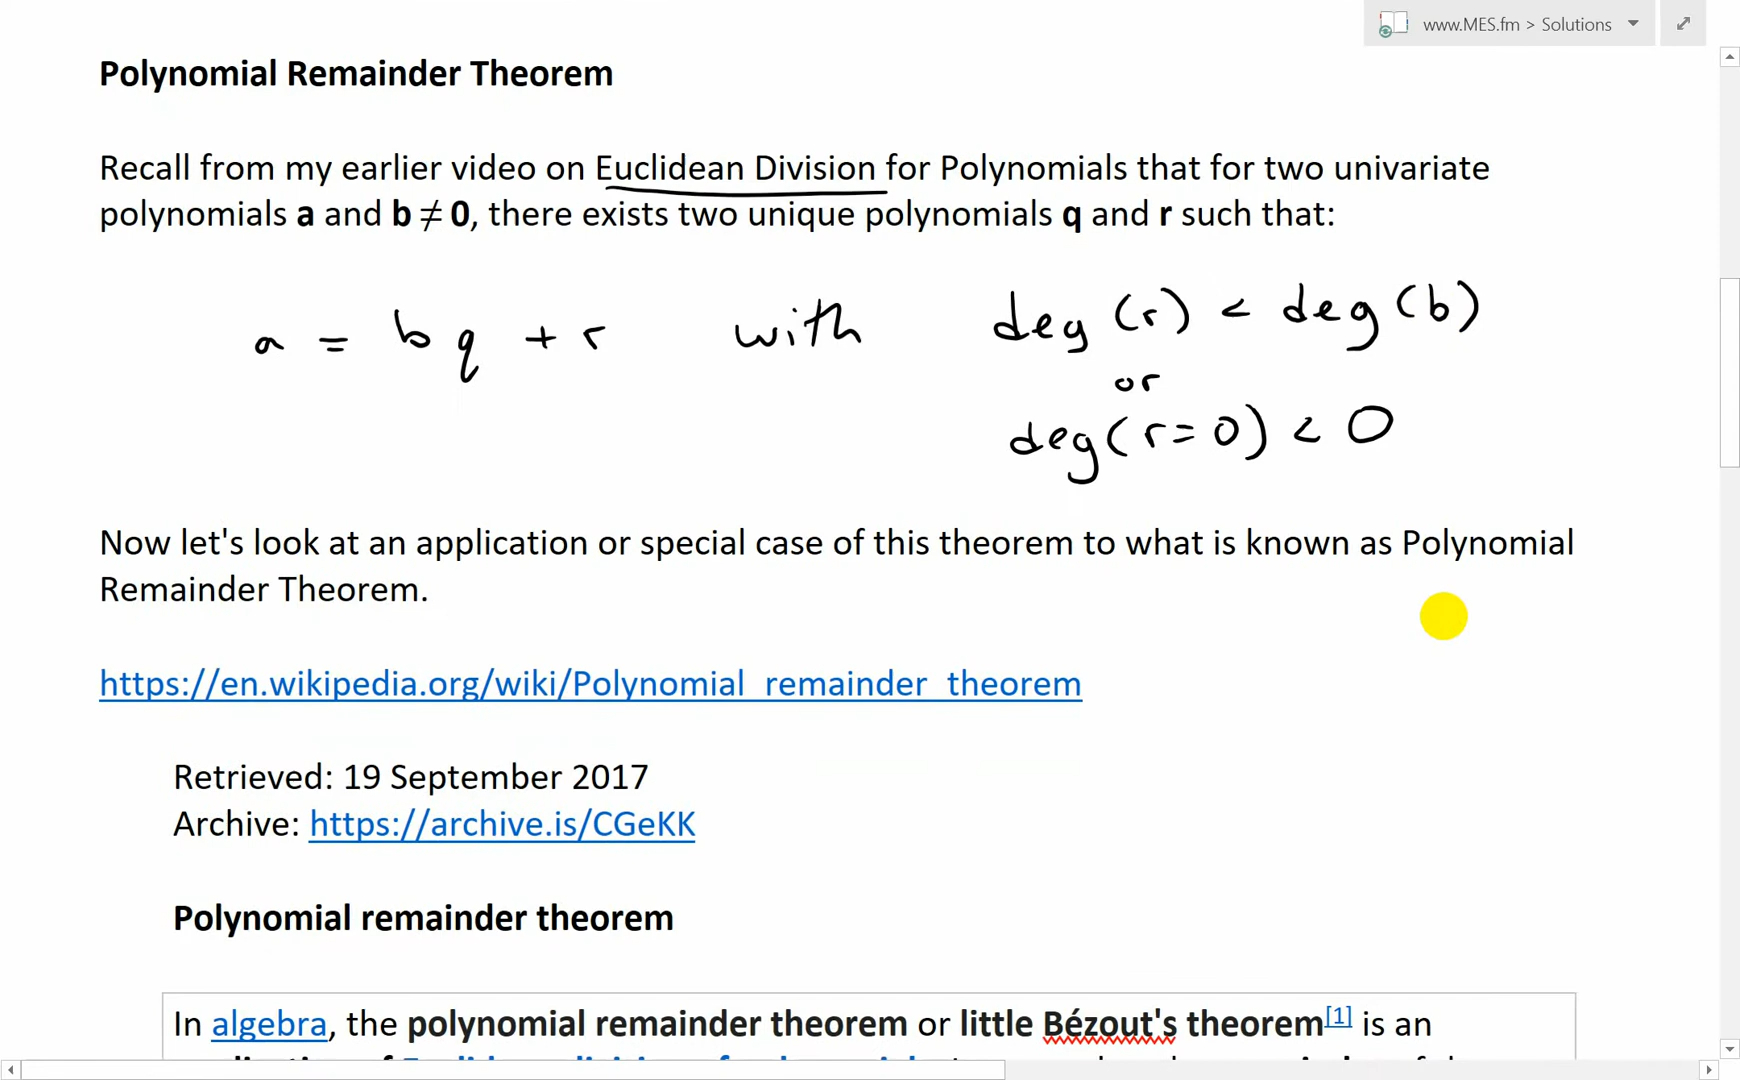 www.MES.fm > Solutions
Polynomial Remainder Theorem
Recall from my earlier video on Euclidean Division for Polynomials that for two univariate
polynomials a and b ≠ 0, there exists two unique polynomials q and r such that:
a = b q + r with deg (r) < deg (b)
or
deg (r = 0) < 0
Now let's look at an application or special case of this theorem to what is known as Polynomial
Remainder Theorem.
https://en.wikipedia.org/wiki/Polynomial_remainder_theorem
Retrieved: 19 September 2017
Archive: https://archive.is/CGeKK
Polynomial remainder theorem
In algebra, the polynomial remainder theorem or little Bézout's theorem[1] is an